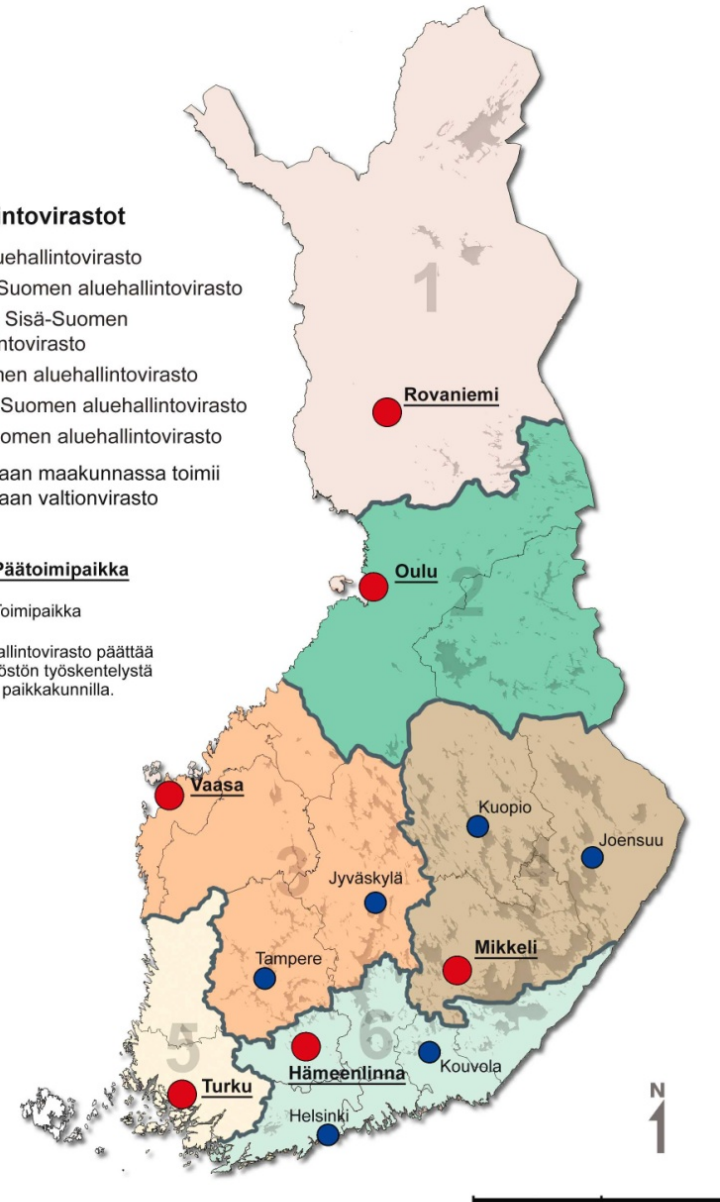 intovirastot
uehallintovirasto
Suomen aluehallintovirasto
Sisä-Suomen
ntovirasto
nen aluehallintovirasto
Suomen aluehallintovirasto
uomen aluehallintovirasto
aan maakunnassa toimii
aan valtionvirasto
Päätoimipaikka
Toimipaikka
allintovirasto päättää
östön työskentelystä
paikkakunnilla.
1
Rovaniemi
Oulu
2
Vaasa
Kuopio
Joensuu
3
4
Jyväskylä
Mikkeli
Tampere
5
6
Hämeenlinna
Kouvola
Turku
Helsinki
N
1